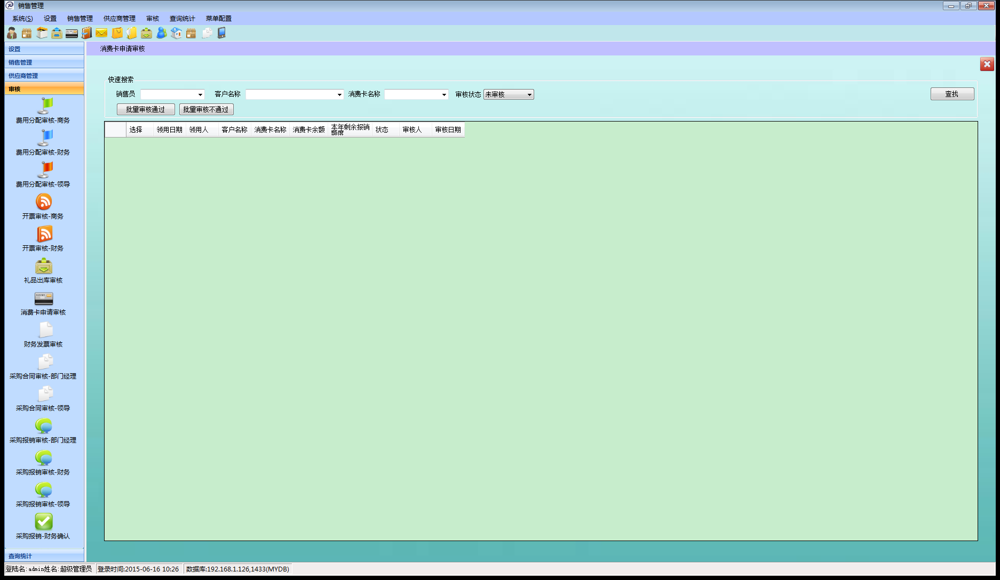 销售管理
系统(S) 设置 销售管理 供应商管理 审核 查询统计 菜单配置
设置
销售管理
供应商管理
审核
费用分配审核-商务
费用分配审核-财务
费用分配审核-领导
开票审核-商务
开票审核-财务
礼品出库审核
消费卡申请审核
财务发票审核
采购合同审核-部门经理
采购合同审核-领导
采购报销审核-部门经理
采购报销审核-财务
采购报销审核-领导
采购报销-财务确认
查询统计
消费卡申请审核
快速搜索
销售员 客户名称 消费卡名称 审核状态 未审核 查找
批量审核通过 批量审核不通过
选择 领用日期 领用人 客户名称 消费卡名称 消费卡余额 本年剩余报销额度 状态 审核人 审核日期
登陆名:admin姓名:超级管理员 登录时间:2015-06-16 10:26 数据库:192.168.1.126,1433(MYDB)